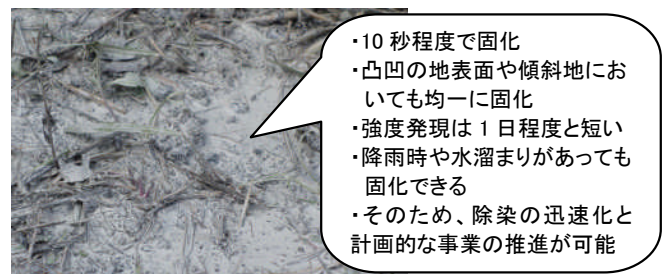 ・10 秒程度で固化
・凸凹の地表面や傾斜地にお
いても均一に固化
・強度発現は 1 日程度と短い
・降雨時や水溜まりがあっても
固化できる
・そのため、除染の迅速化と
計画的な事業の推進が可能